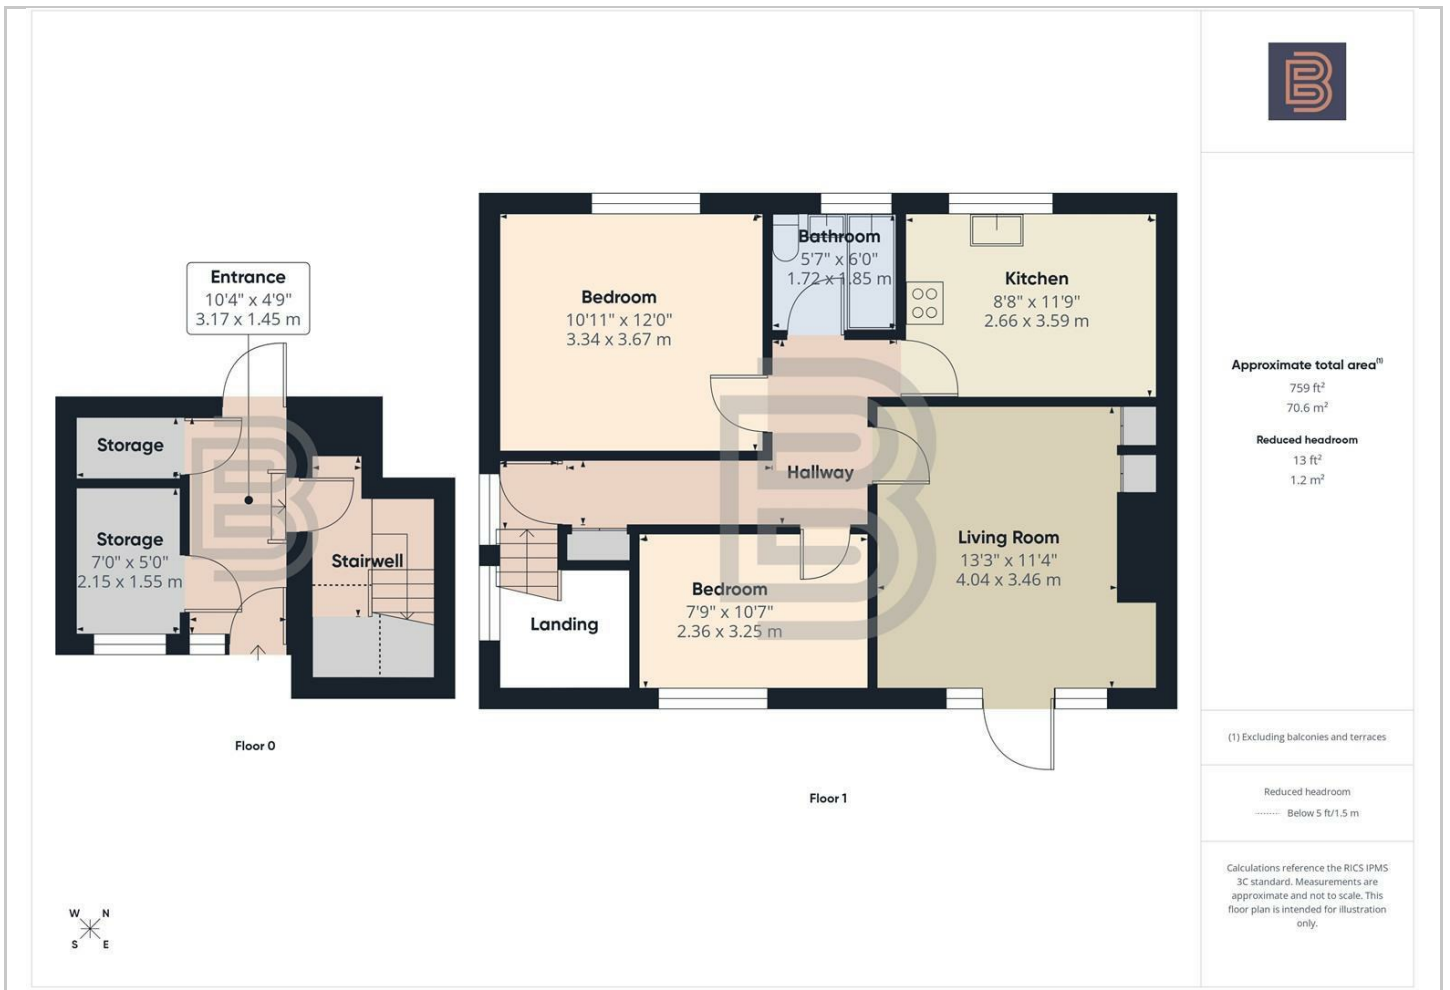 Entrance
10'4" x 4'9"
3.17 x 1.45 m
Storage
Storage
7'0" x 5'0"
2.15 x 1.55 m
Stairwell
Floor 0
Bedroom
10'11" x 12'0"
3.34 x 3.67 m
Bathroom
5'7" x 6'0"
1.72 x 1.85 m
Kitchen
8'8" x 11'9"
2.66 x 3.59 m
Hallway
Landing
Bedroom
7'9" x 10'7"
2.36 x 3.25 m
Living Room
13'3" x 11'4"
4.04 x 3.46 m
Floor 1
W N
S E
B
Approximate total area(1)
759 ft²
70.6 m²
Reduced headroom
13 ft²
1.2 m²
(1) Excluding balconies and terraces
Reduced headroom
Below 5 ft/1.5 m
Calculations reference the RICS IPMS
3C standard. Measurements are
approximate and not to scale. This
floor plan is intended for illustration
only.